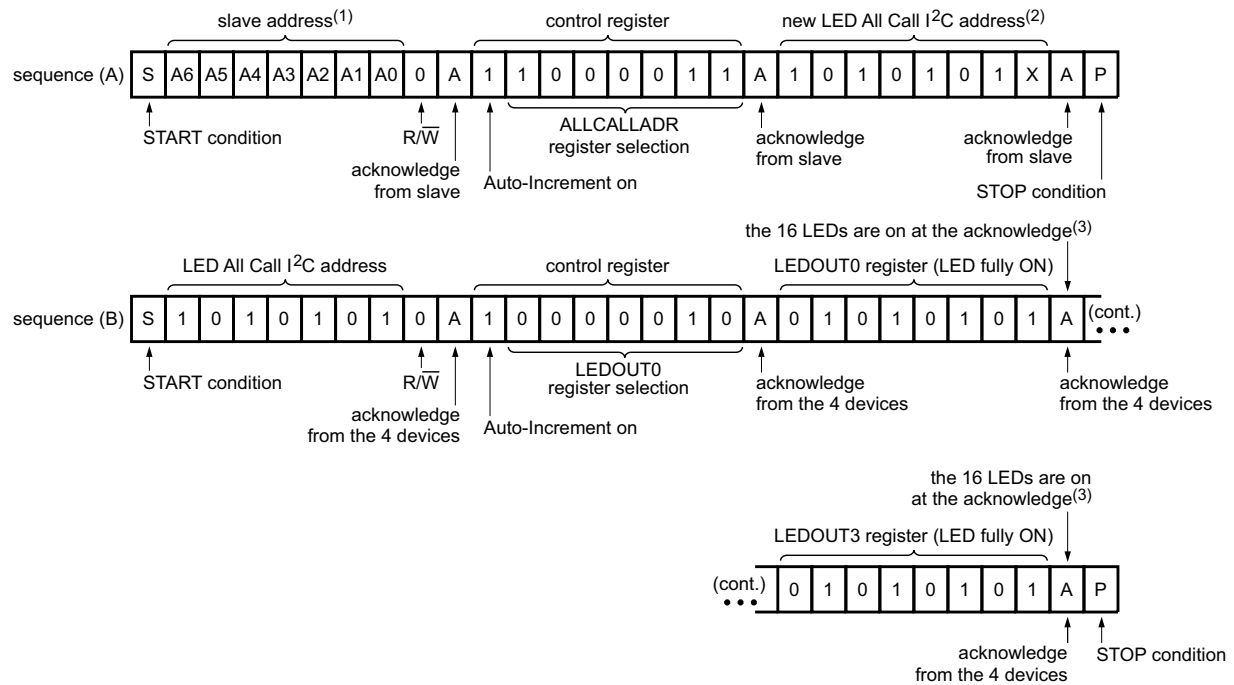 slave address(1)
control register
new LED All Call I²C address(2)
sequence (A) S A6 A5 A4 A3 A2 A1 A0 0 A 1 1 0 0 0 0 1 1 A 1 0 1 0 1 0 1 X A P
START condition
R/W̅
acknowledge
from slave
Auto-Increment on
ALLCALLADR
register selection
acknowledge
from slave
acknowledge
from slave
STOP condition
the 16 LEDs are on at the acknowledge(3)
LED All Call I²C address
control register
LEDOUT0 register (LED fully ON)
sequence (B) S 1 0 1 0 1 0 1 0 A 1 0 0 0 0 0 1 0 A 0 1 0 1 0 1 0 1 A (cont.)
START condition
R/W̅
acknowledge
from the 4 devices
Auto-Increment on
LEDOUT0
register selection
acknowledge
from the 4 devices
acknowledge
from the 4 devices
the 16 LEDs are on
at the acknowledge(3)
LEDOUT3 register (LED fully ON)
(cont.) 0 1 0 1 0 1 0 1 A P
acknowledge
from the 4 devices
STOP condition